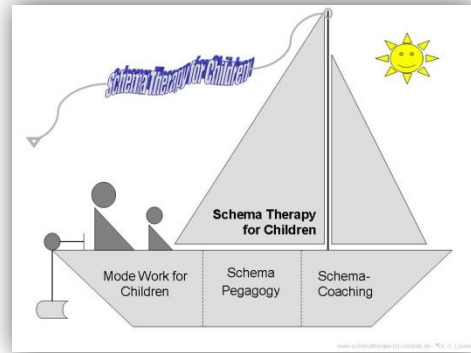 Schema Therapy for Children
Schema Therapy
for Children
Mode Work for
Children
Schema
Pegagogy
Schema-
Coaching